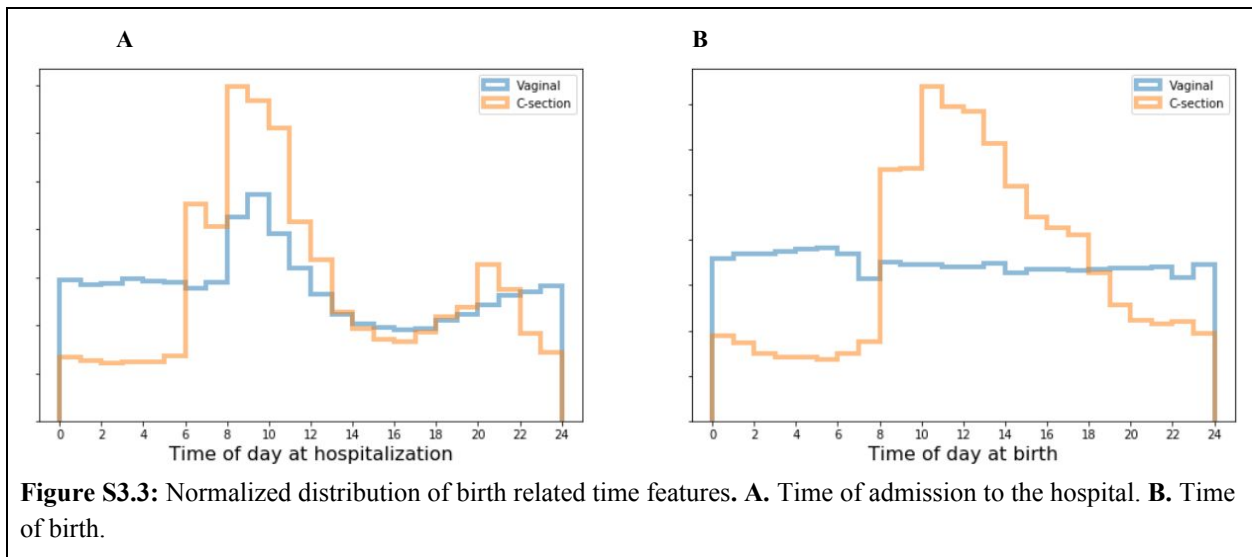 A
B
Vaginal
C-section
Vaginal
C-section
0 2 4 6 8 10 12 14 16 18 20 22 24
0 2 4 6 8 10 12 14 16 18 20 22 24
Time of day at hospitalization
Time of day at birth
Figure S3.3: Normalized distribution of birth related time features. A. Time of admission to the hospital. B. Time
of birth.